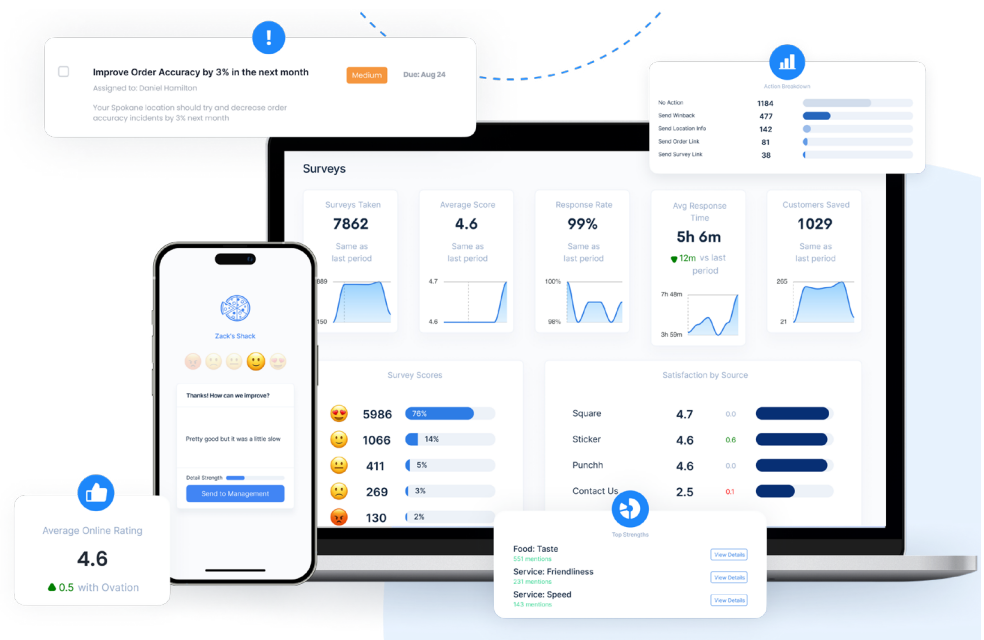 !
Improve Order Accuracy by 3% in the next month
Medium
Due: Aug 24
Assigned to: Daniel Hamilton
Your Spokane location should try and decrease order
accuracy incidents by 3% next month
Action Breakdown
No Action 1184
Send Winback 477
Send Location Info 142
Send Order Link 81
Send Survey Link 38
Surveys
Surveys Taken
7862
Same as
last period
889
150
Average Score
4.6
Same as
last period
4.7
4.6
Response Rate
99%
Same as
last period
100%
98%
Avg Response
Time
5h 6m
12m vs last
period
7h 48m
3h 59m
Customers Saved
1029
Same as
last period
265
21
Zack's Shack
Thanks! How can we improve?
Pretty good but it was a little slow
Detail Strength
Send to Management
Survey Scores
5986 76%
1066 14%
411 5%
269 3%
130 2%
Satisfaction by Source
Square 4.7 0.0
Sticker 4.6 0.6
Punchh 4.6 0.0
Contact Us 2.5 0.1
Average Online Rating
4.6
0.5 with Ovation
Top Strengths
Food: Taste
551 mentions
View Details
Service: Friendliness
231 mentions
View Details
Service: Speed
143 mentions
View Details